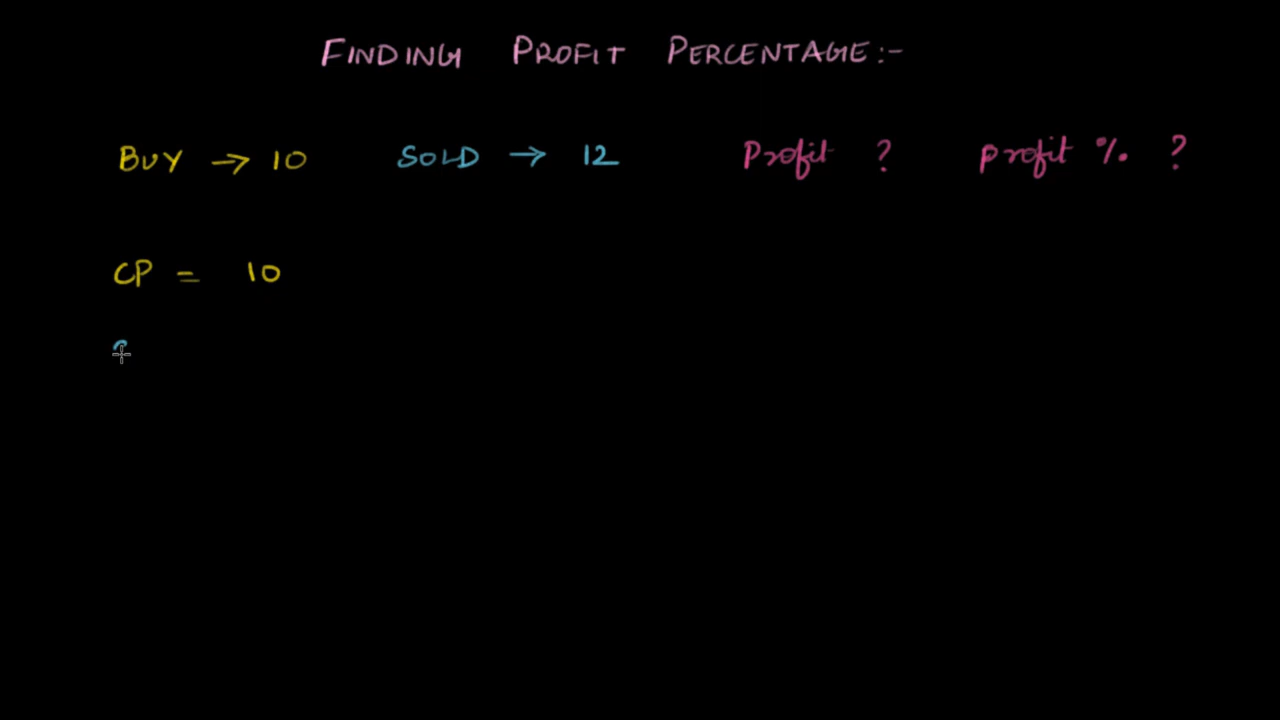 FINDING PROFIT PERCENTAGE:-
BUY → 10 SOLD → 12 Profit ? profit % ?
CP = 10